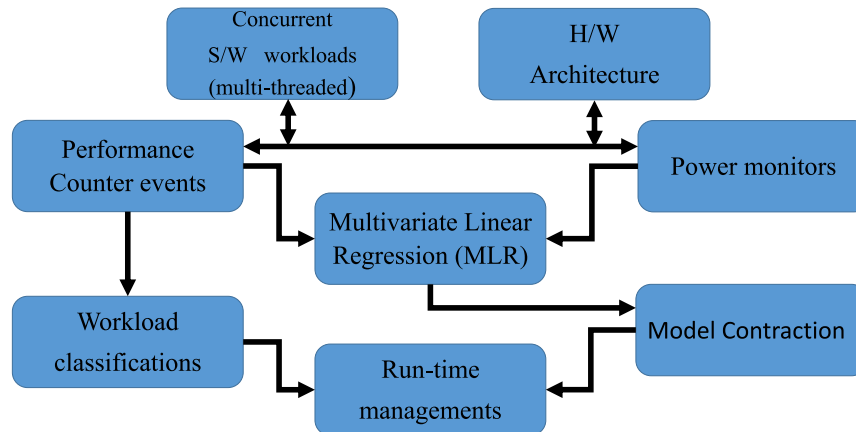 Concurrent
S/W workloads
(multi-threaded)
H/W
Architecture
Performance
Counter events
Power monitors
Multivariate Linear
Regression (MLR)
Workload
classifications
Model Contraction
Run-time
managements